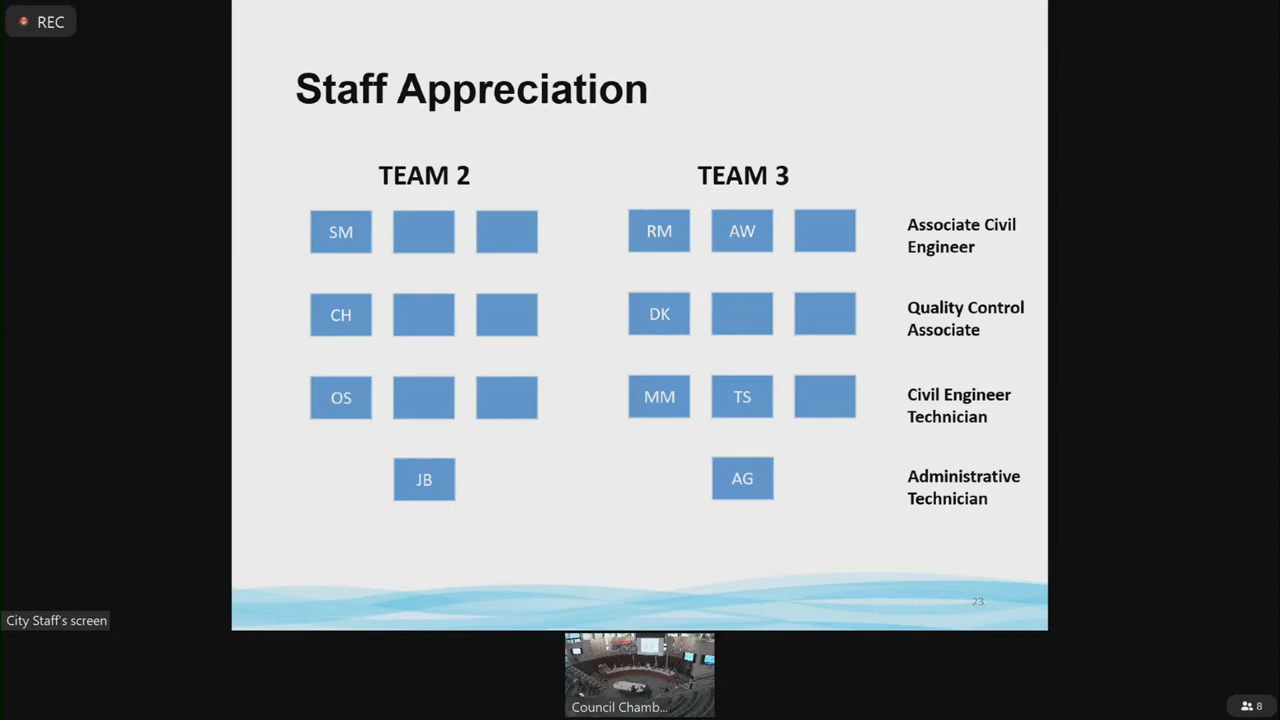 REC
Staff Appreciation
TEAM 2
TEAM 3
SM
RM
AW
Associate Civil
Engineer
CH
DK
Quality Control
Associate
OS
MM
TS
Civil Engineer
Technician
JB
AG
Administrative
Technician
23
City Staff's screen
Council Chamb...
8